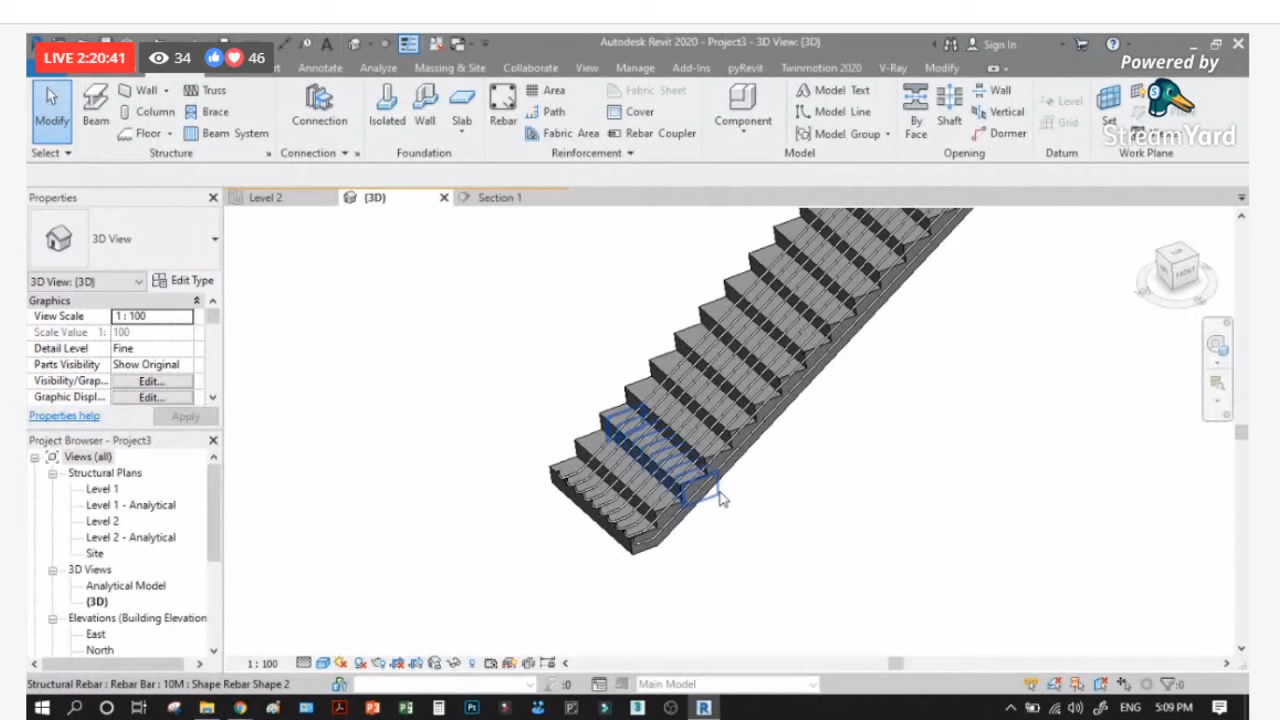 LIVE 2:20:41 34 46
Autodesk Revit 2020 - Project3 - 3D View: {3D}
Sign In
Powered by
StreamYard
Annotate Analyze Massing & Site Collaborate View Manage Add-Ins pyRevit Twinmotion 2020 V-Ray Modify
Modify
Select
Beam
Wall
Column
Floor
Truss
Brace
Beam System
Structure
Connection
Connection
Isolated
Wall
Slab
Foundation
Rebar
Area
Path
Fabric Area
Fabric Sheet
Cover
Rebar Coupler
Reinforcement
Component
Model Text
Model Line
Model Group
Model
By
Face
Shaft
Wall
Vertical
Dormer
Opening
Level
Grid
Datum
Set
Work Plane
Properties
3D View
3D View: {3D}
Edit Type
Graphics
View Scale 1 : 100
Scale Value 1: 100
Detail Level Fine
Parts Visibility Show Original
Visibility/Grap... Edit...
Graphic Displ... Edit...
Properties help
Apply
Level 2
{3D}
Section 1
TOP
FRONT
Project Browser - Project3
Views (all)
Structural Plans
Level 1
Level 1 - Analytical
Level 2
Level 2 - Analytical
Site
3D Views
Analytical Model
{3D}
Elevations (Building Elevation
East
North
1 : 100
Structural Rebar : Rebar Bar : 10M : Shape Rebar Shape 2
:0
Main Model
:0
ENG 5:09 PM